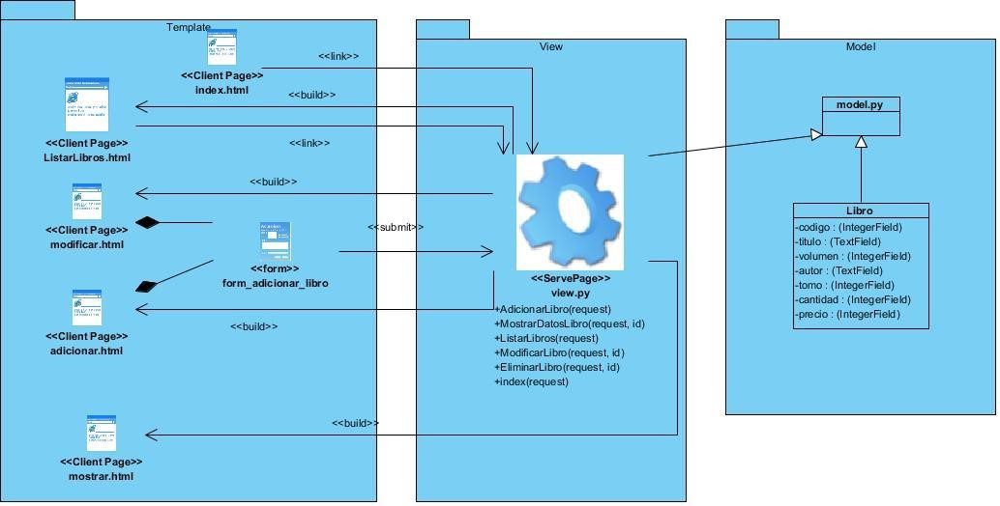 Template
<<Client Page>>
index.html
<<link>>
<<build>>
<<Client Page>>
ListarLibros.html
<<link>>
<<build>>
<<Client Page>>
modificar.html
<<submit>>
<<form>>
form_adicionar_libro
<<Client Page>>
adicionar.html
<<build>>
<<build>>
<<Client Page>>
mostrar.html
View
<<ServePage>>
view.py
+AdicionarLibro(request)
+MostrarDatosLibro(request, id)
+ListarLibros(request)
+ModificarLibro(request, id)
+EliminarLibro(request, id)
+index(request)
Model
model.py
Libro
-codigo : (IntegerField)
-titulo : (TextField)
-volumen : (IntegerField)
-autor : (TextField)
-tomo : (IntegerField)
-cantidad : (IntegerField)
-precio : (IntegerField)